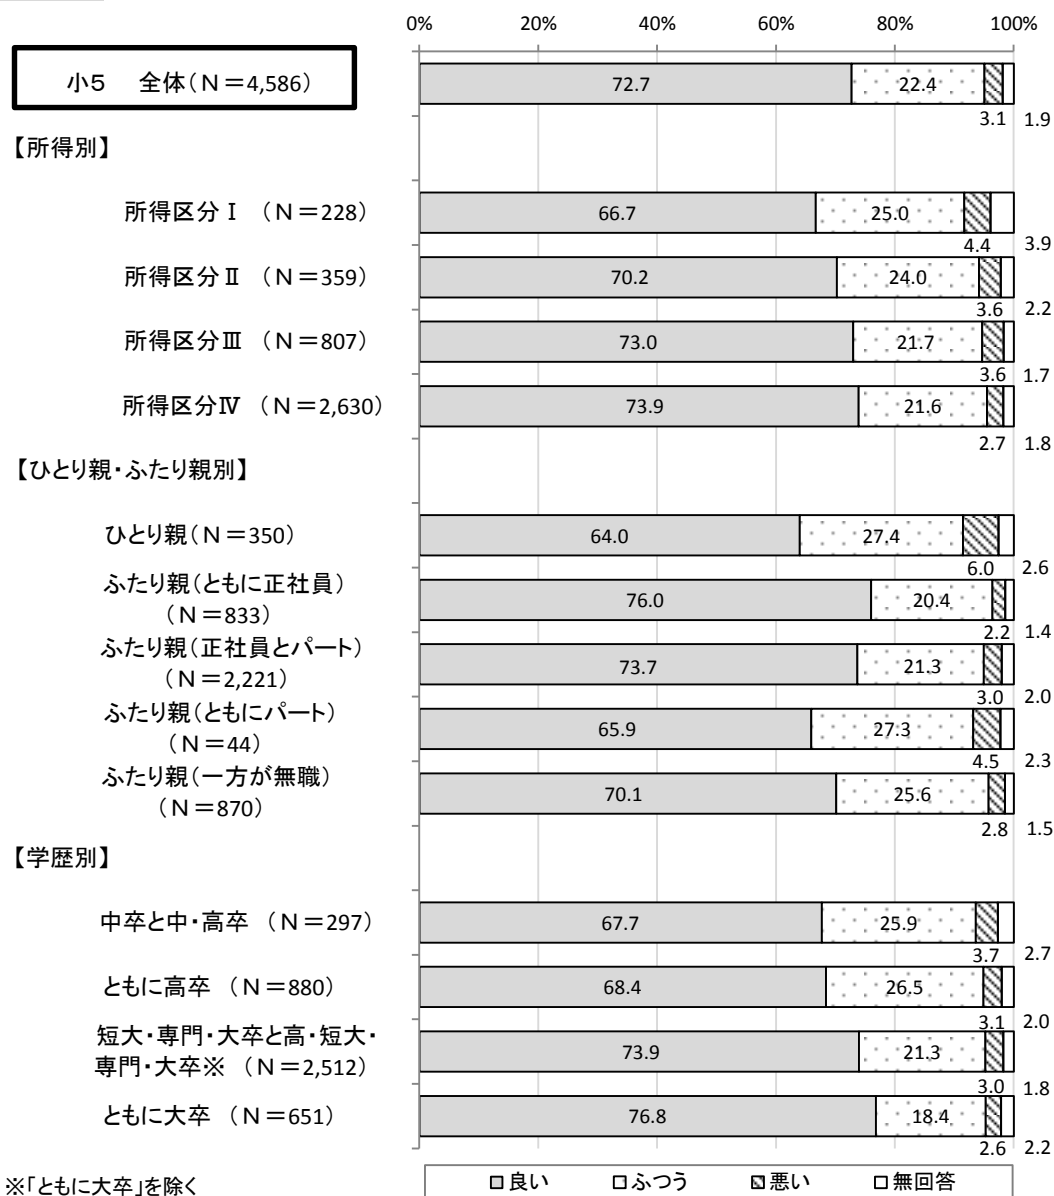 0% 20% 40% 60% 80% 100%
小5 全体(N=4,586) 72.7 22.4
3.1 1.9
【所得別】
所得区分Ⅰ (N=228) 66.7 25.0
4.4 3.9
所得区分Ⅱ (N=359) 70.2 24.0
3.6 2.2
所得区分Ⅲ (N=807) 73.0 21.7
3.6 1.7
所得区分Ⅳ (N=2,630) 73.9 21.6
2.7 1.8
【ひとり親・ふたり親別】
ひとり親(N=350) 64.0 27.4
6.0 2.6
ふたり親(ともに正社員)
(N=833) 76.0 20.4
2.2 1.4
ふたり親(正社員とパート)
(N=2,221) 73.7 21.3
3.0 2.0
ふたり親(ともにパート)
(N=44) 65.9 27.3
4.5 2.3
ふたり親(一方が無職)
(N=870) 70.1 25.6
2.8 1.5
【学歴別】
中卒と中・高卒 (N=297) 67.7 25.9
3.7 2.7
ともに高卒 (N=880) 68.4 26.5
3.1 2.0
短大・専門・大卒と高・短大・
専門・大卒※ (N=2,512) 73.9 21.3
3.0 1.8
ともに大卒 (N=651) 76.8 18.4
2.6 2.2
※「ともに大卒」を除く
良い ふつう 悪い 無回答